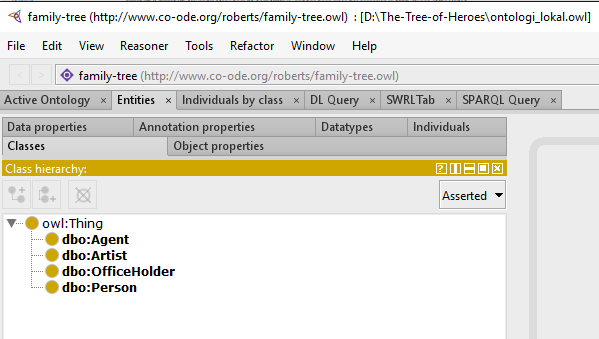 family-tree (http://www.co-ode.org/roberts/family-tree.owl) : [D:\The-Tree-of-Heroes\ontologi_lokal.owl]
File Edit View Reasoner Tools Refactor Window Ontop Help
family-tree (http://www.co-ode.org/roberts/family-tree.owl)
Active Ontology × Entities × Individuals by class × DL Query × SWRLTab × SPARQL Query ×
Data properties Annotation properties Datatypes Individuals
Classes Object properties
Class hierarchy:
Asserted
owl:Thing
dbo:Agent
dbo:Artist
dbo:OfficeHolder
dbo:Person